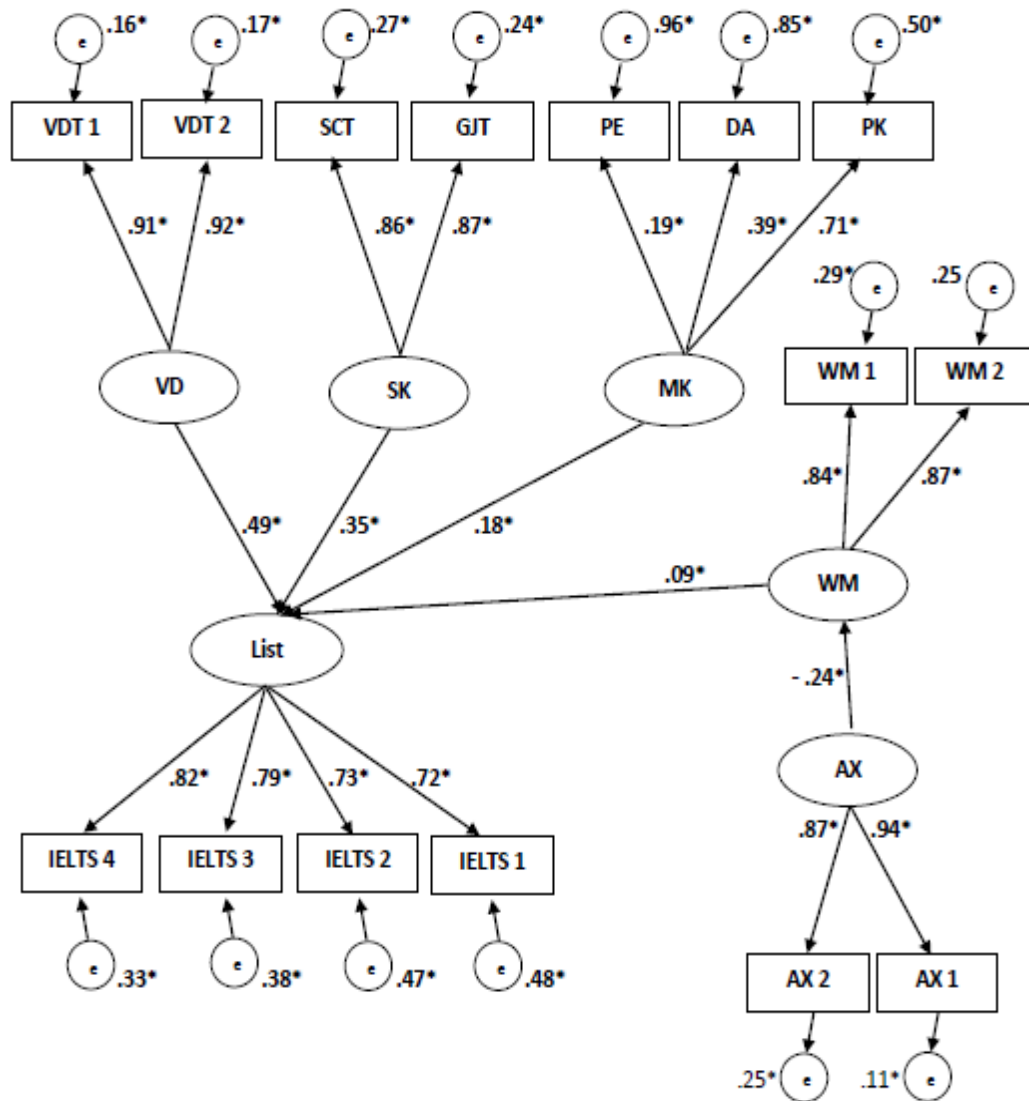 .16* .17* .27* .24* .96* .85* .50*
e e e e e e e
VDT 1 VDT 2 SCT GJT PE DA PK
.91* .92* .86* .87* .19* .39* .71*
.29* .25
e e
WM 1 WM 2
VD SK MK
.84* .87*
.49* .35* .18*
.09* WM
List
- .24*
AX
.82* .79* .73* .72*
.87* .94*
IELTS 4 IELTS 3 IELTS 2 IELTS 1
e .33* e .38* e .47* e .48*
AX 2 AX 1
.25* e .11* e